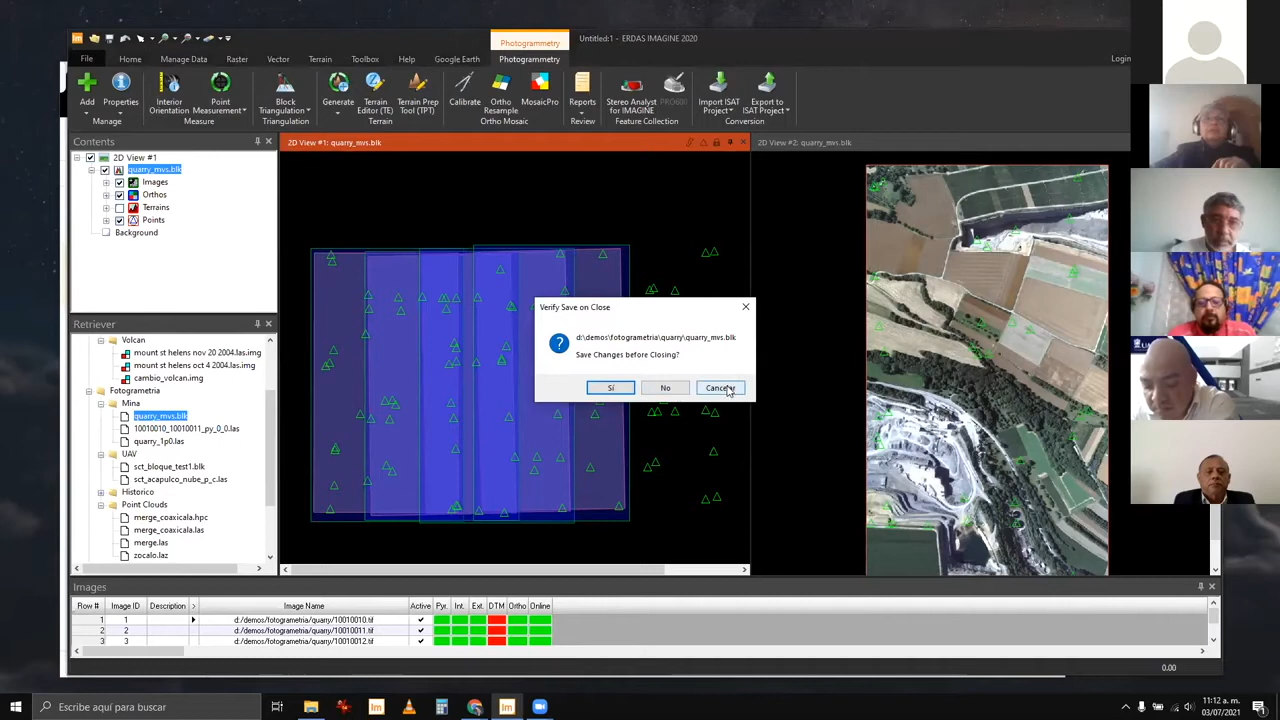 Photogrammetry
Untitled:1 - ERDAS IMAGINE 2020
File Home Manage Data Raster Vector Terrain Toolbox Help Google Earth Photogrammetry Login
Add Properties Interior Orientation Point Measurement Block Triangulation Generate Terrain Editor (TE) Terrain Prep Tool (TPT) Calibrate Ortho Resample MosaicPro Reports Stereo Analyst for IMAGINE PRO600 Import ISAT Project Export to ISAT Project
Manage Measure Triangulation Terrain Ortho Mosaic Review Feature Collection Conversion
Contents
2D View #1
quarry_mvs.blk
Images
Orthos
Terrains
Points
Background
2D View #1: quarry_mvs.blk
2D View #2: quarry_mvs.blk
Verify Save on Close
d:\demos\fotogrametria\quarry\quarry_mvs.blk
Save Changes before Closing?
Sí No Cancelar
Retriever
Volcan
mount st helens nov 20 2004.las.img
mount st helens oct 4 2004.las.img
cambio_volcan.img
Fotogrametria
Mina
quarry_mvs.blk
10010010_10010011_py_0_0.las
quarry_1p0.las
UAV
sct_bloque_test1.blk
sct_acapulco_nube_p_c.las
Historico
Point Clouds
merge_coaxicala.hpc
merge_coaxicala.las
merge.las
zocalo.laz
Images
Row # Image ID Description > Image Name Active Pyr. Int. Ext. DTM Ortho Online
1 1 d:/demos/fotogrametria/quarry/10010010.tif
2 2 d:/demos/fotogrametria/quarry/10010011.tif
3 3 d:/demos/fotogrametria/quarry/10010012.tif
0.00
Escribe aquí para buscar
11:12 a. m.
03/07/2021